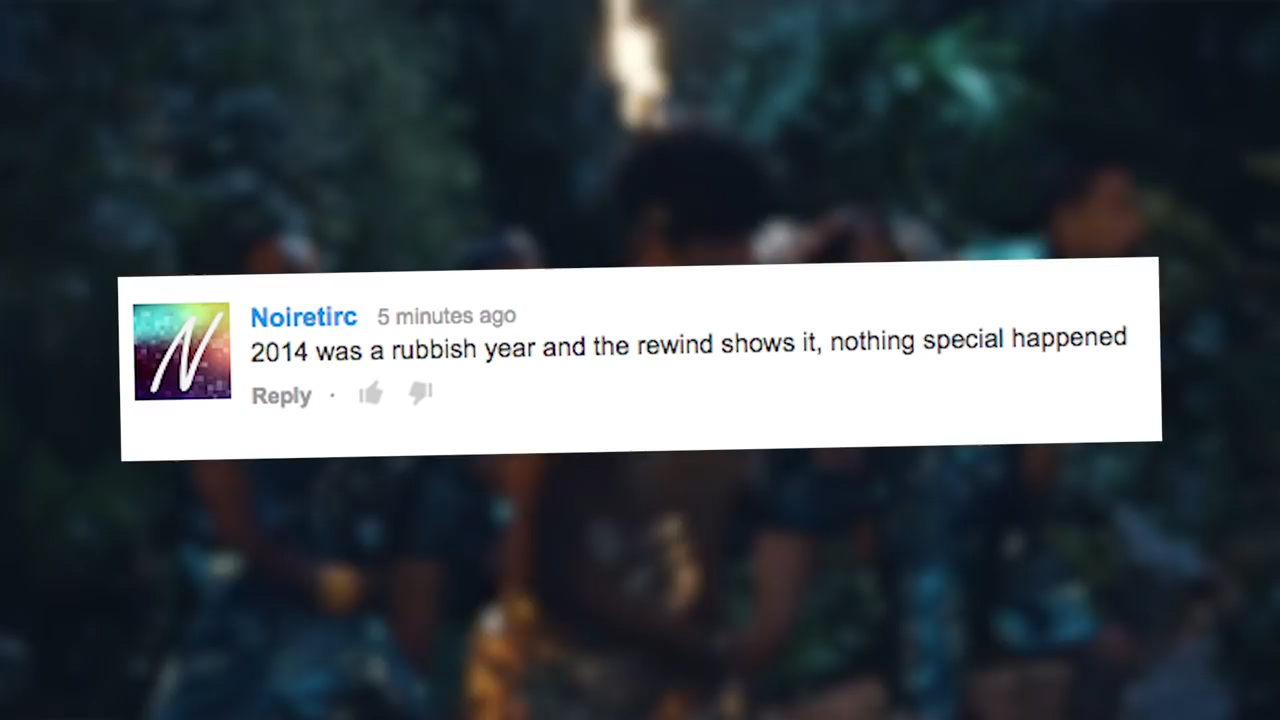 N
Noiretirc 5 minutes ago
2014 was a rubbish year and the rewind shows it, nothing special happened
Reply ·